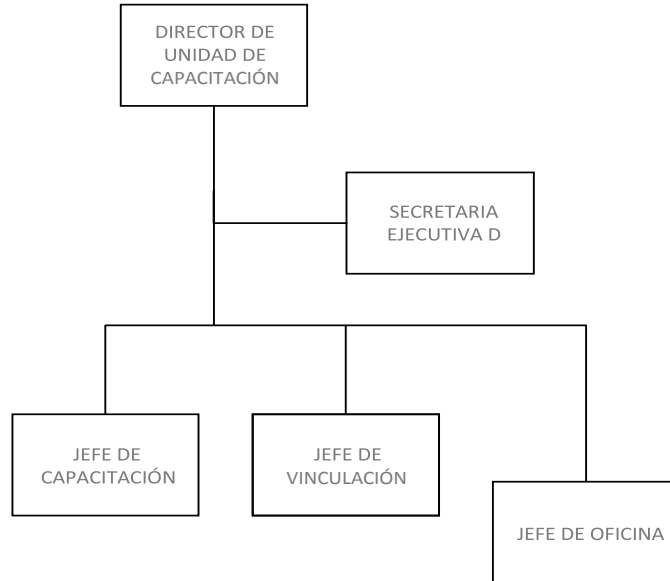 DIRECTOR DE
UNIDAD DE
CAPACITACIÓN
SECRETARIA
EJECUTIVA D
JEFE DE
CAPACITACIÓN
JEFE DE
VINCULACIÓN
JEFE DE OFICINA